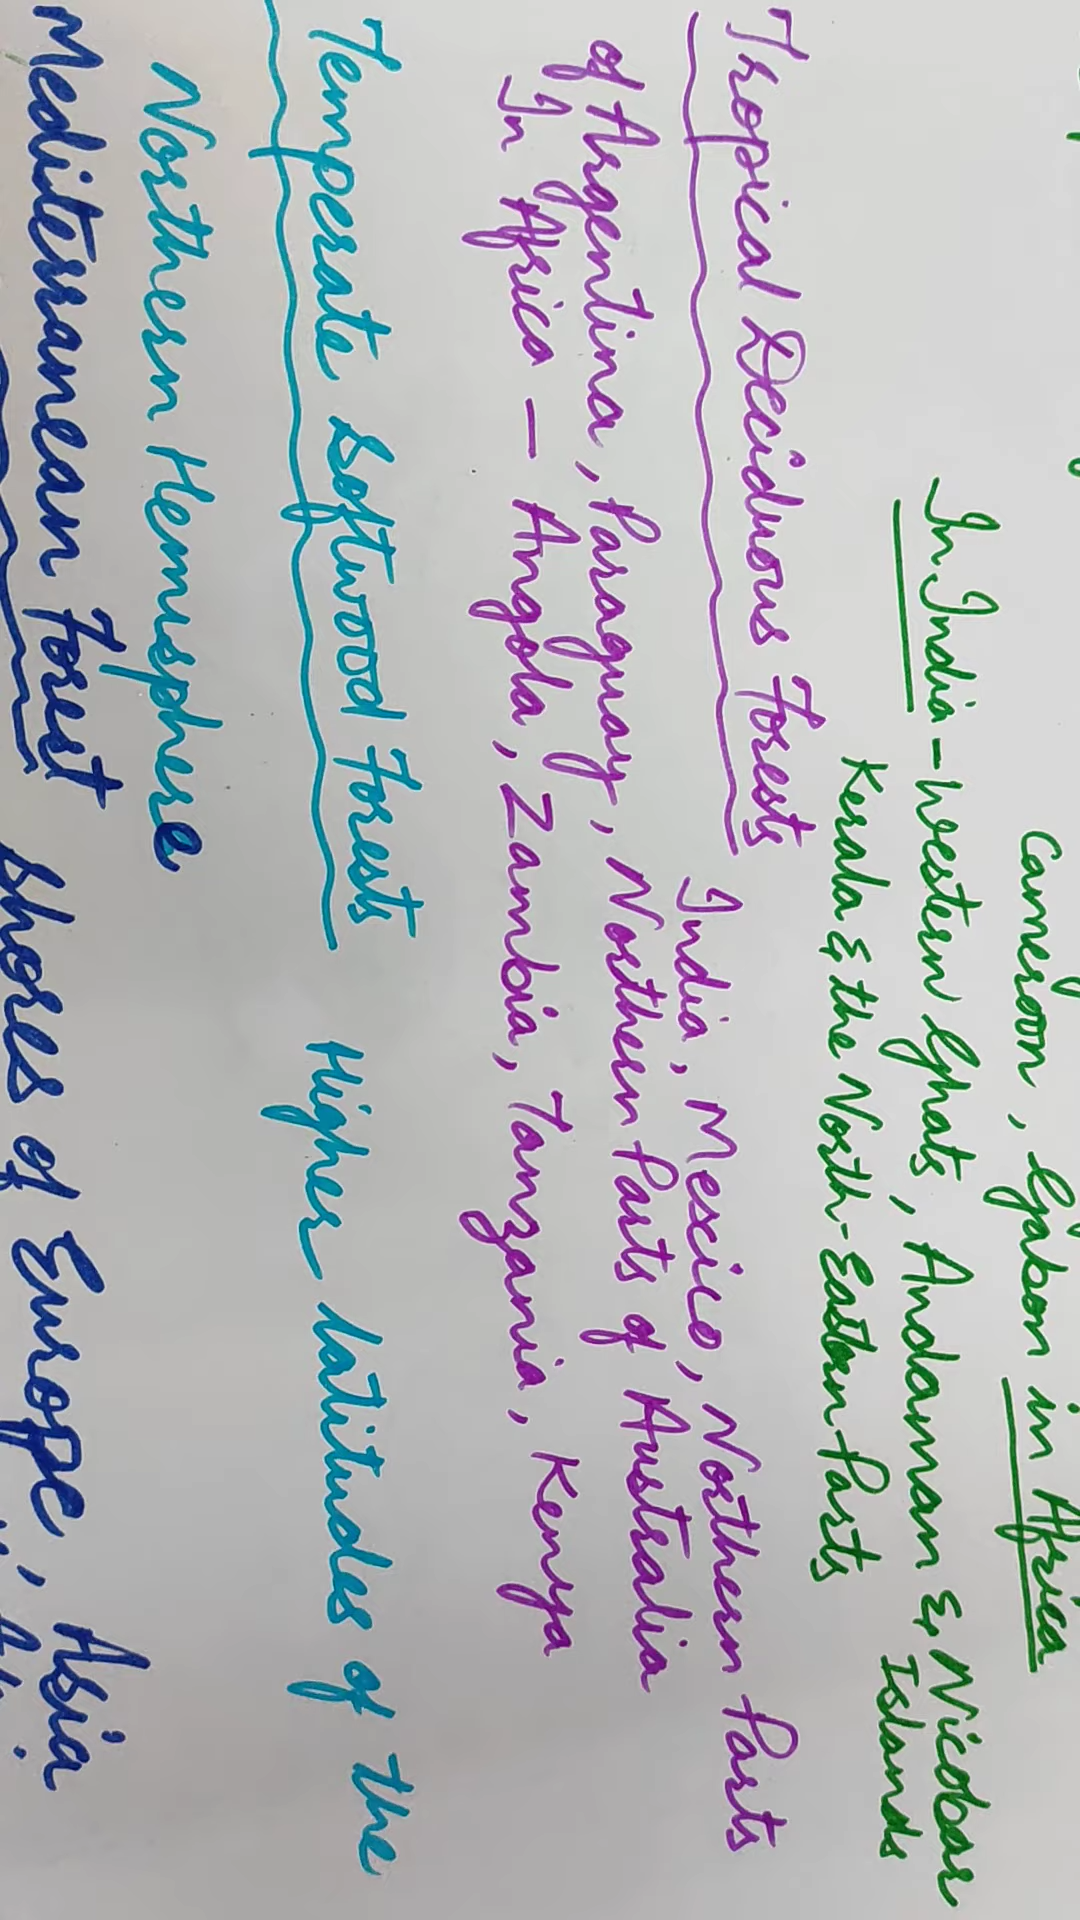 Cameroon, Gabon in Africa
In India - Western Ghats, Andaman & Nicobar
Islands
Kerala & the North-Eastern Parts
Tropical Deciduous Forests India, Mexico, Northern Parts
of Argentina, Paraguay, Northern Parts of Australia
In Africa - Angola, Zambia, Tanzania, Kenya
Temperate Softwood Forests Higher latitudes of the
Northern Hemisphere
Mediterranean Forest Shores of Europe, Asia